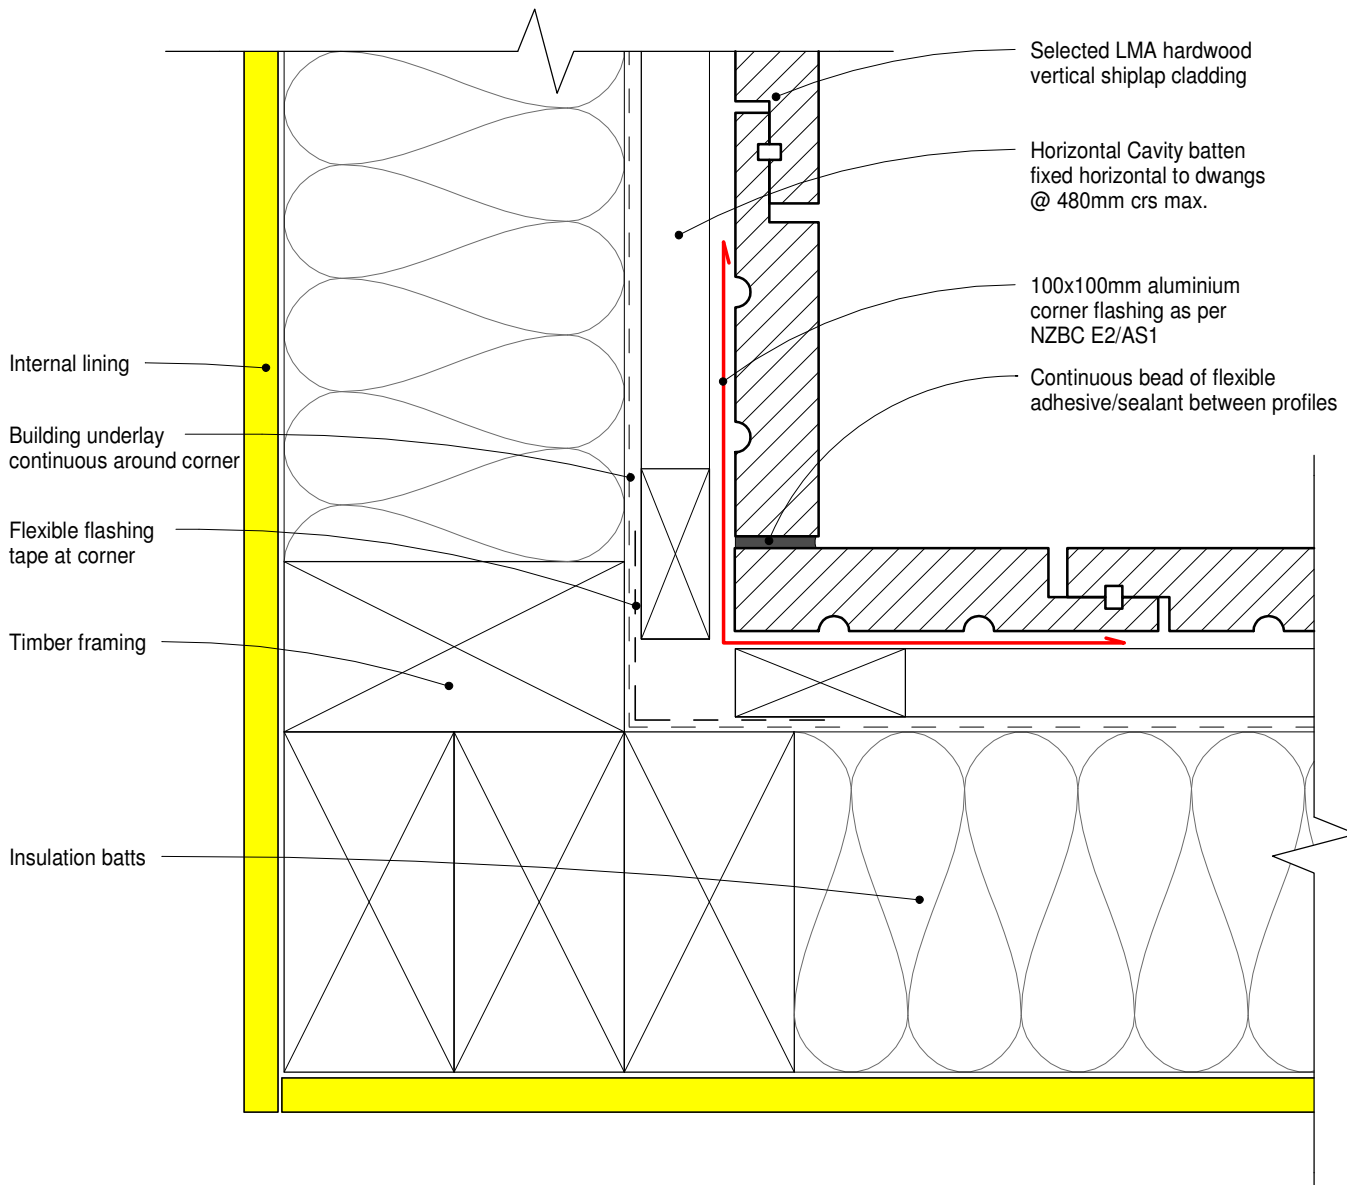 Selected LMA hardwood
vertical shiplap cladding
Horizontal Cavity batten
fixed horizontal to dwangs
@ 480mm crs max.
100x100mm aluminium
corner flashing as per
NZBC E2/AS1
Continuous bead of flexible
adhesive/sealant between profiles
Internal lining
Building underlay
continuous around corner
Flexible flashing
tape at corner
Timber framing
Insulation batts